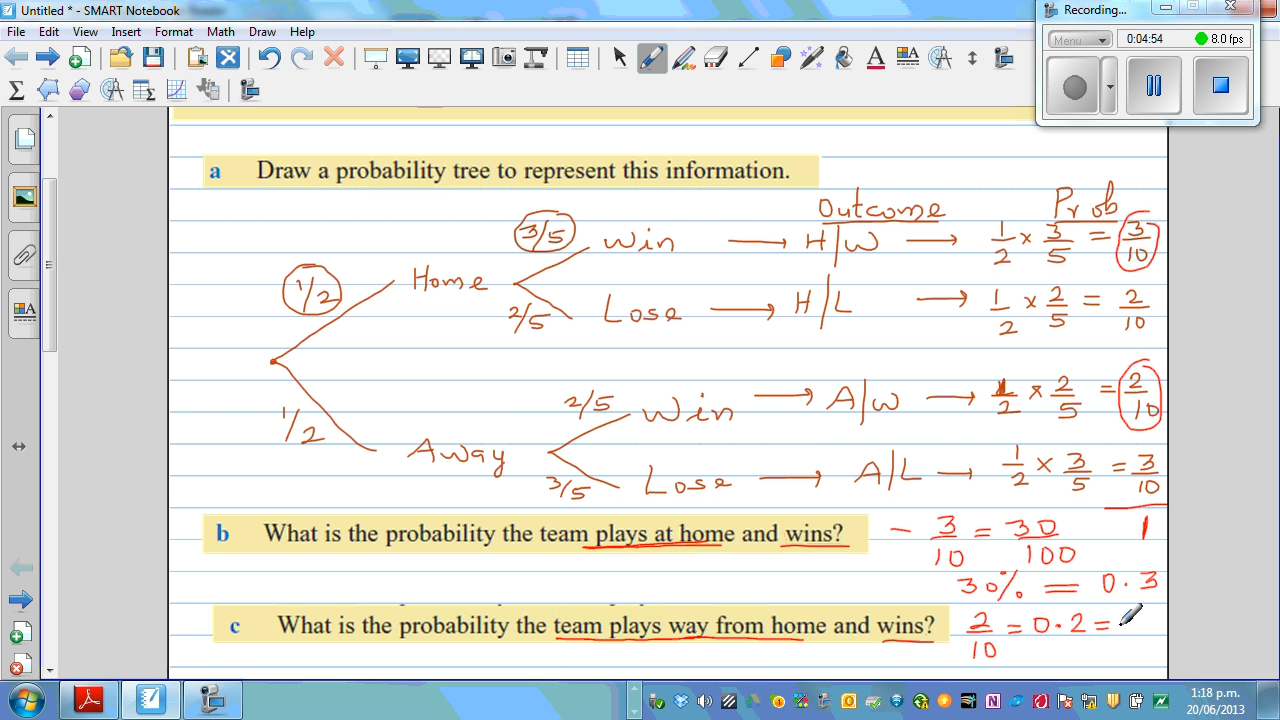 Untitled * - SMART Notebook
File Edit View Insert Format Math Draw Help
Recording...
Menu 0:04:54 8.0 fps
a Draw a probability tree to represent this information.
Outcome Prob
3/5 Win → H/W → 1/2 × 3/5 = 3/10
1/2 Home
2/5 Lose → H/L → 1/2 × 2/5 = 2/10
2/5 Win → A/W → 1/2 × 2/5 = 2/10
1/2 Away
3/5 Lose → A/L → 1/2 × 3/5 = 3/10
1
b What is the probability the team plays at home and wins? - 3/10 = 30/100
30% = 0.3
c What is the probability the team plays way from home and wins? 2/10 = 0.2 =
1:18 p.m.
20/06/2013